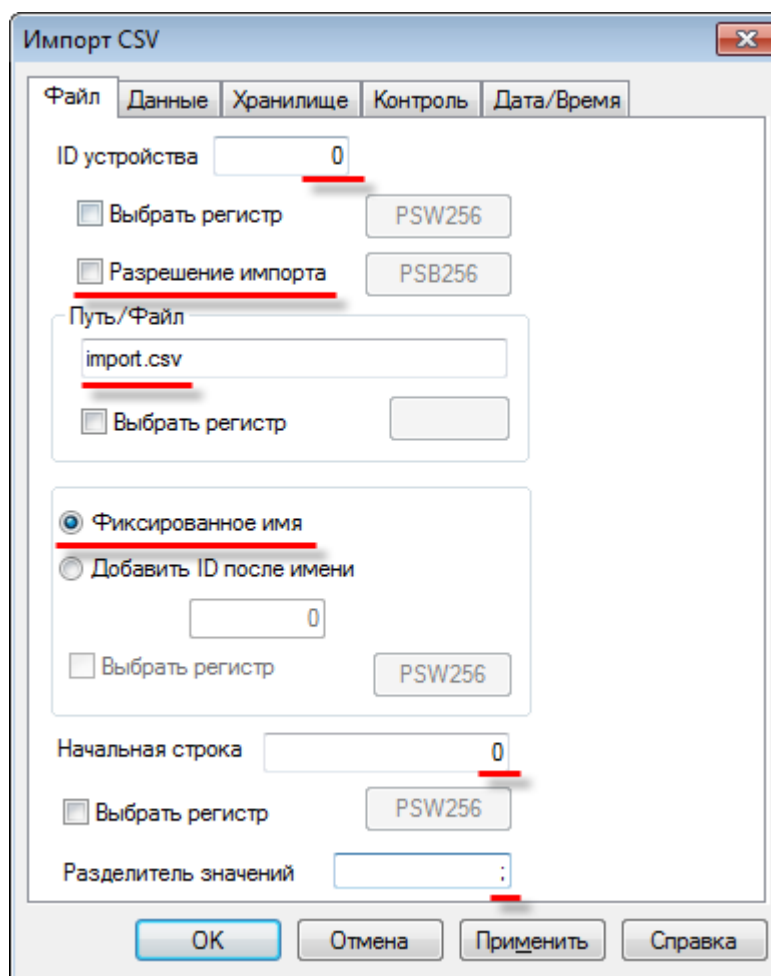 Импорт CSV
Файл Данные Хранилище Контроль Дата/Время
ID устройства 0
Выбрать регистр PSW256
Разрешение импорта PSB256
Путь/Файл
import.csv
Выбрать регистр
Фиксированное имя
Добавить ID после имени
0
Выбрать регистр PSW256
Начальная строка 0
Выбрать регистр PSW256
Разделитель значений ;
OK Отмена Применить Справка